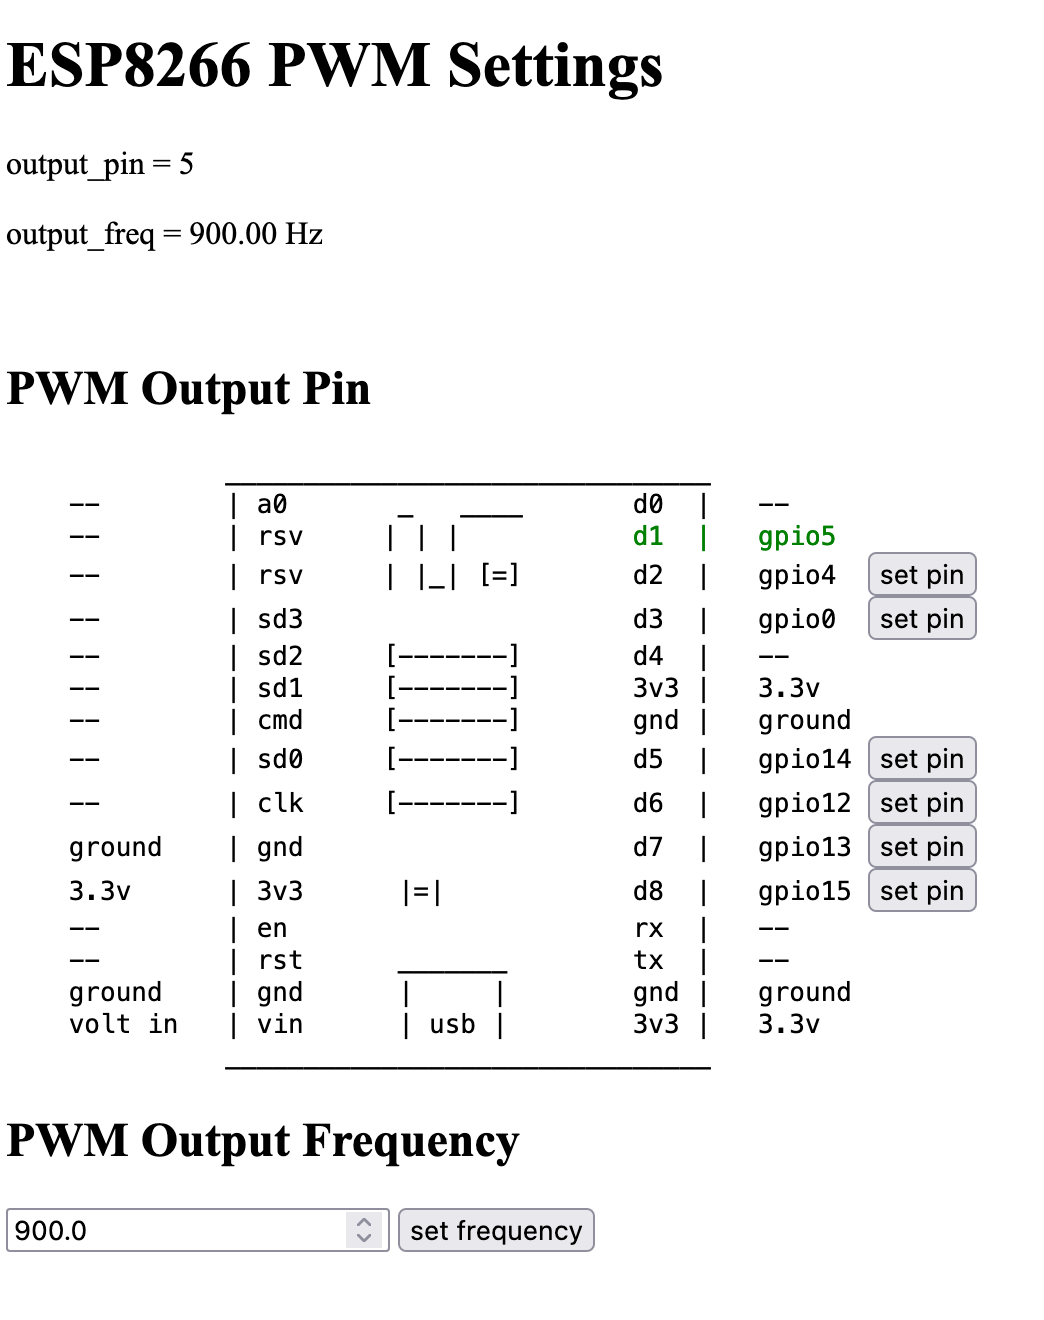 ESP8266 PWM Settings
output_pin = 5
output_freq = 900.00 Hz
PWM Output Pin
_______________________________
--        | a0       _   ____       d0  |   --
--        | rsv     | | |           d1  |   gpio5
--        | rsv     | |_| [=]       d2  |   gpio4  set pin
--        | sd3                     d3  |   gpio0  set pin
--        | sd2     [-------]       d4  |   --
--        | sd1     [-------]       3v3 |   3.3v
--        | cmd     [-------]       gnd |   ground
--        | sd0     [-------]       d5  |   gpio14 set pin
--        | clk     [-------]       d6  |   gpio12 set pin
ground    | gnd                     d7  |   gpio13 set pin
3.3v      | 3v3      |=|            d8  |   gpio15 set pin
--        | en                      rx  |   --
--        | rst      _______        tx  |   --
ground    | gnd      |     |        gnd |   ground
volt in   | vin      | usb |        3v3 |   3.3v
_______________________________
PWM Output Frequency
900.0 set frequency